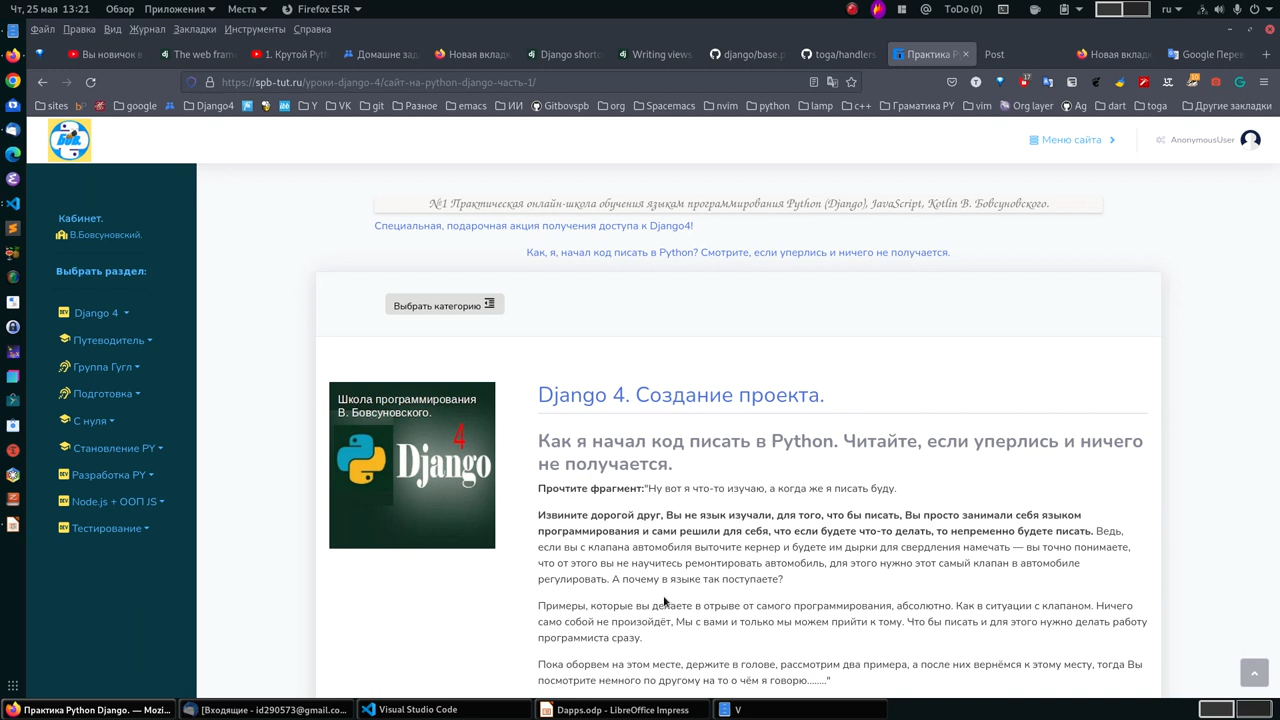 Чт, 25 мая 13:21 Обзор Приложения Места Firefox ESR ToDo(0) ru
Файл Правка Вид Журнал Закладки Инструменты Справка
Вы новичок в The web fram 1. Крутой Pyth Домашне зад Новая вклад Django shortc Writing views django/base.p toga/handlers Практика P Post Новая вклад Google Перев
https://spb-tut.ru/уроки-django-4/сайт-на-python-django-часть-1/
sites google Django4 Y VK git Разное emacs ИИ Gitbovspb org Spacemacs nvim python lamp c++ Граматика РУ vim Org layer Ag dart toga Другие закладки
Меню сайта AnonymousUser
№1 Практическая онлайн-школа обучения языкам программирования Python (Django), JavaScript, Kotlin В. Бовсуновского.
Специальная, подарочная акция получения доступа к Django4!
Как, я, начал код писать в Python? Смотрите, если уперлись и ничего не получается.
Кабинет.
В.Бовсуновский.
Выбрать раздел:
Django 4
Путеводитель
Группа Гугл
Подготовка
С нуля
Становление PY
Разработка PY
Node.js + ООП JS
Тестирование
Выбрать категорию
Школа программирования
В. Бовсуновского.
4
Django
Django 4. Создание проекта.
Как я начал код писать в Python. Читайте, если уперлись и ничего
не получается.
Прочтите фрагмент:"Ну вот я что-то изучаю, а когда же я писать буду.
Извините дорогой друг, Вы не язык изучали, для того, что бы писать, Вы просто занимали себя языком
программирования и сами решили для себя, что если будете что-то делать, то непременно будете писать. Ведь,
если вы с клапана автомобиля выточите кернер и будете им дырки для свердления намечать — вы точно понимаете,
что от этого вы не научитесь ремонтировать автомобиль, для этого нужно этот самый клапан в автомобиле
регулировать. А почему в языке так поступаете?
Примеры, которые вы делаете в отрыве от самого программирования, абсолютно. Как в ситуации с клапаном. Ничего
само собой не произойдёт, Мы с вами и только мы можем прийти к тому. Что бы писать и для этого нужно делать работу
программиста сразу.
Пока оборвем на этом месте, держите в голове, рассмотрим два примера, а после них вернёмся к этому месту, тогда Вы
посмотрите немного по другому на то о чём я говорю........"
Практика Python Django. — Mozi... [Входящие - id290573@gmail.co... Visual Studio Code Dapps.odp - LibreOffice Impress V